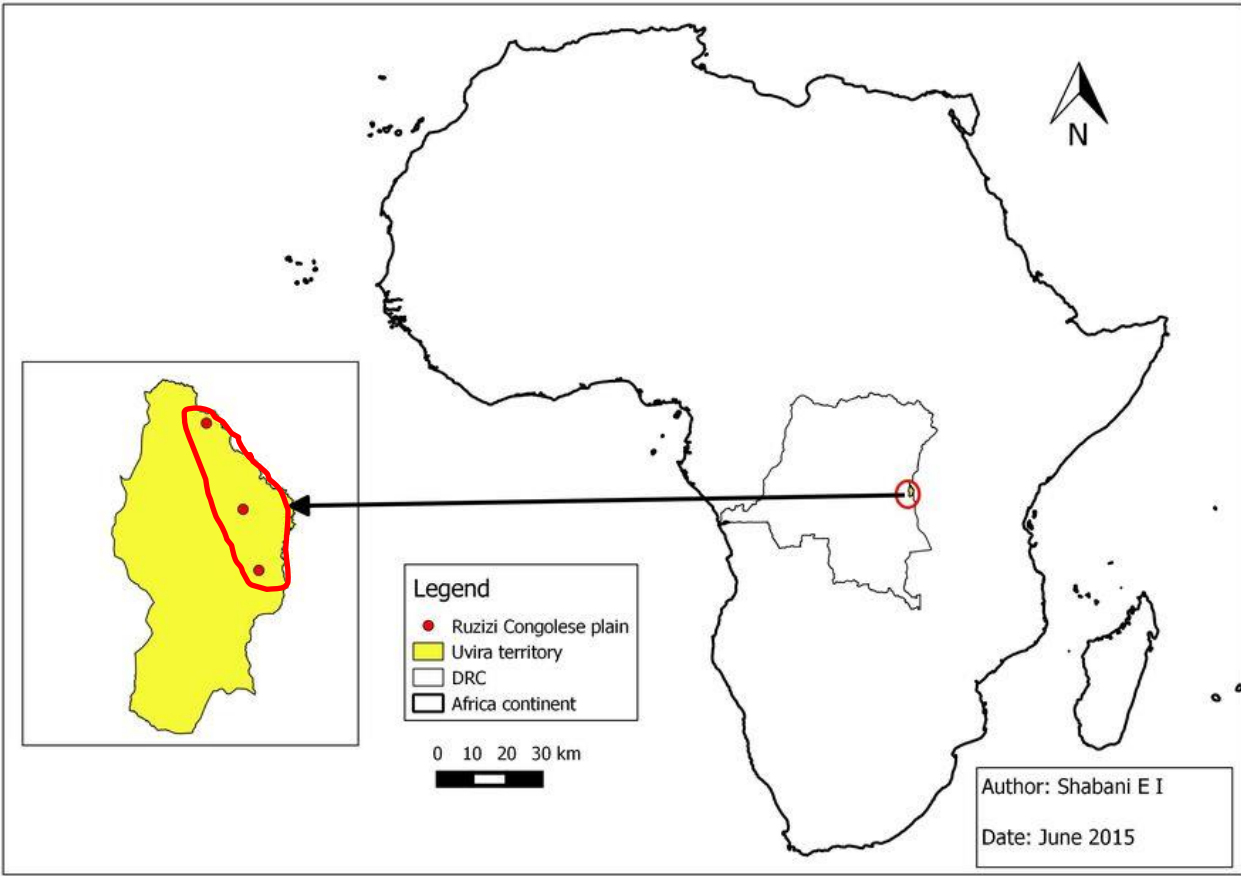 N
Legend
Ruzizi Congolese plain
Uvira territory
DRC
Africa continent
0 10 20 30 km
Author: Shabani E I
Date: June 2015